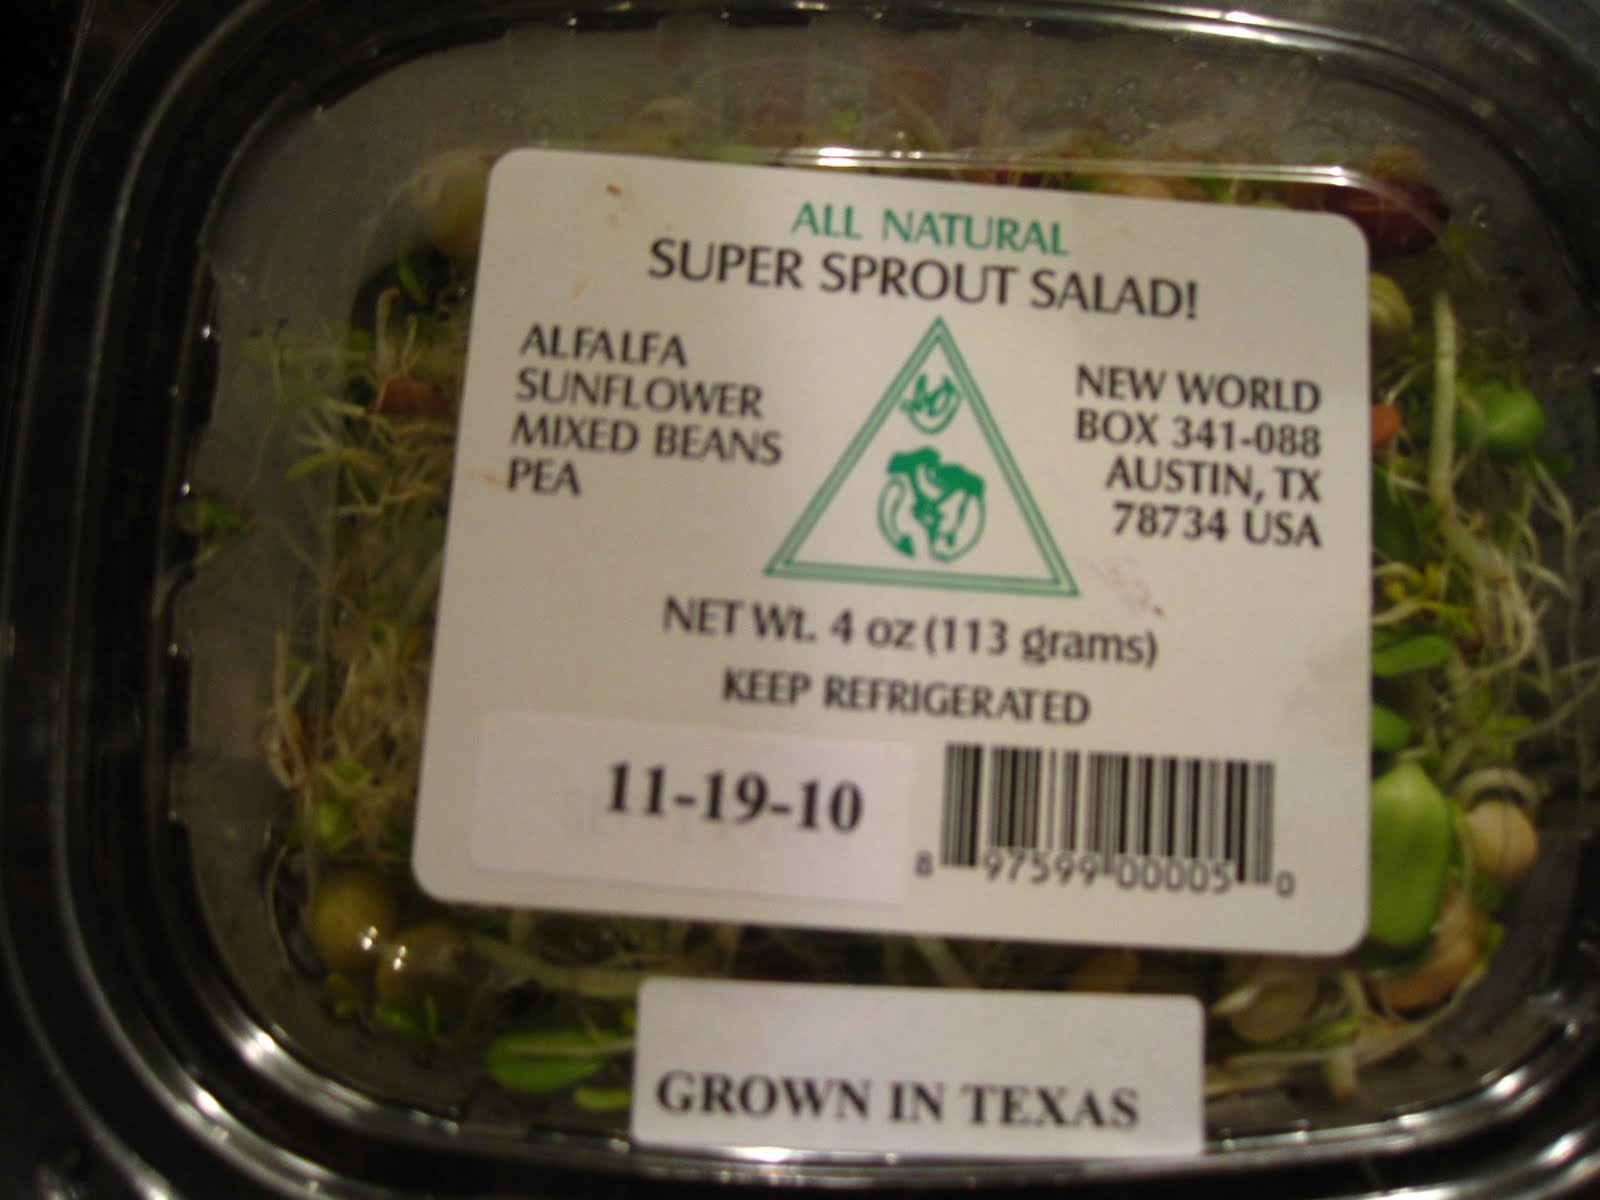 ALL NATURAL
SUPER SPROUT SALAD!
ALFALFA
SUNFLOWER
MIXED BEANS
PEA
NEW WORLD
BOX 341-088
AUSTIN, TX
78734 USA
NET Wt. 4 oz (113 grams)
KEEP REFRIGERATED
11-19-10
8 97599 00005 0
GROWN IN TEXAS